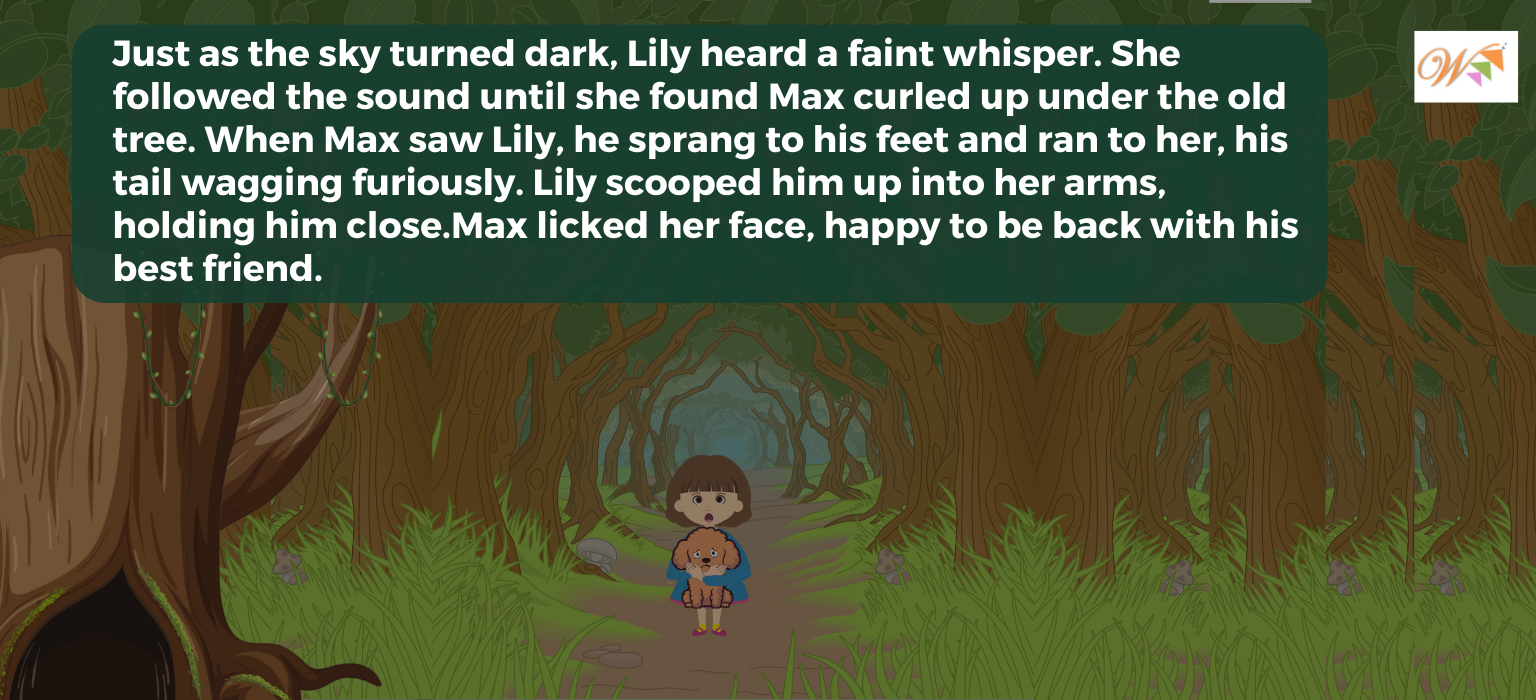 Just as the sky turned dark, Lily heard a faint whisper. She
followed the sound until she found Max curled up under the old
tree. When Max saw Lily, he sprang to his feet and ran to her, his
tail wagging furiously. Lily scooped him up into her arms,
holding him close.Max licked her face, happy to be back with his
best friend.
W